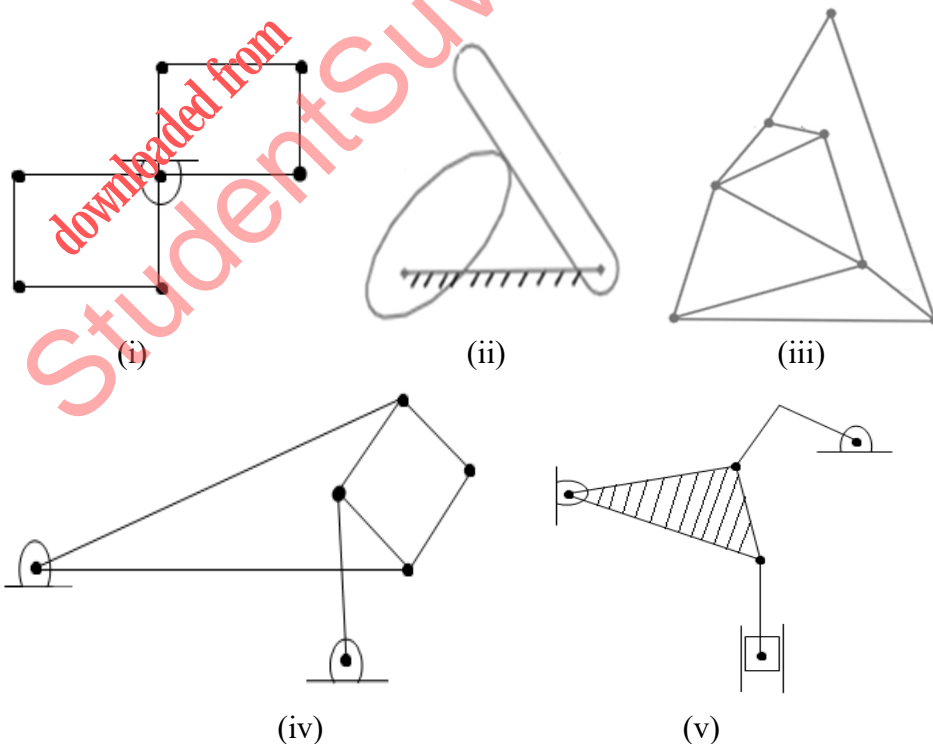 downloaded from
StudentSuv
(i)
(ii)
(iii)
(iv)
(v)